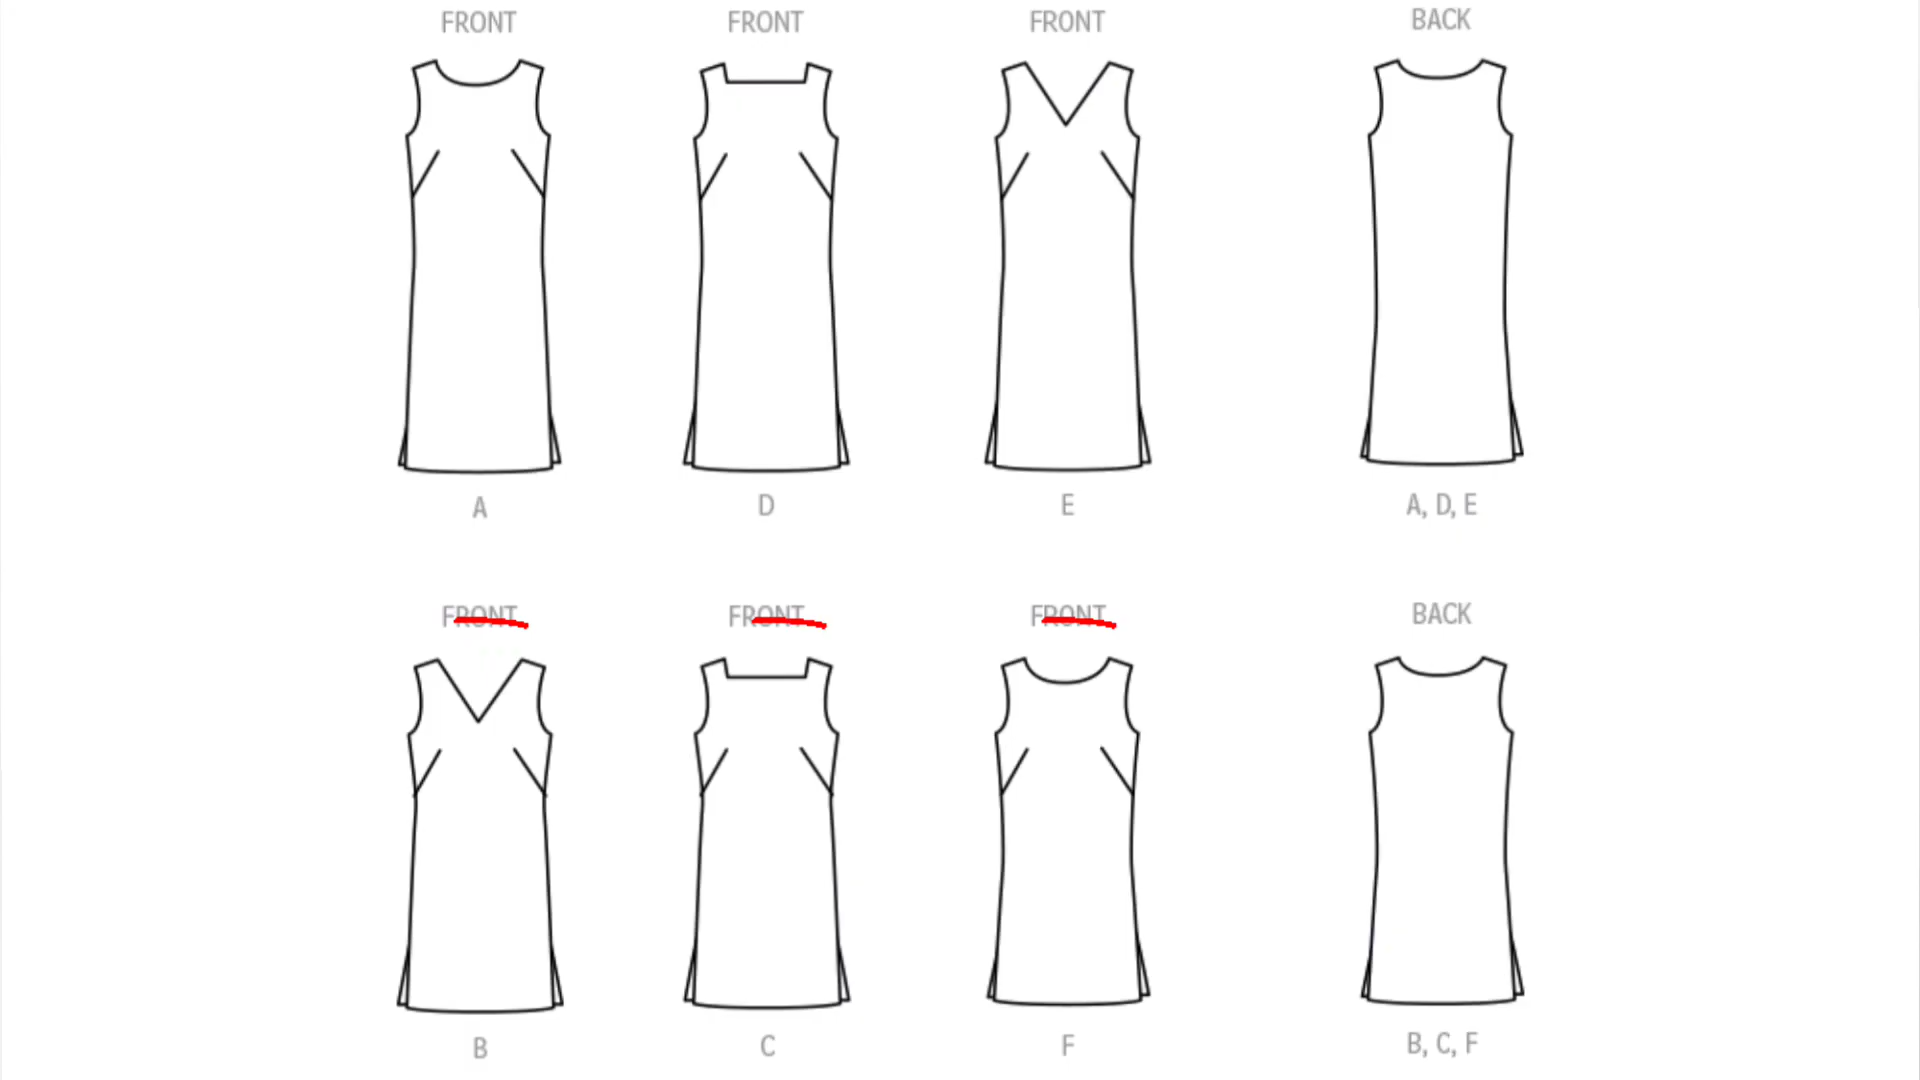 FRONT FRONT FRONT BACK
A D E A, D, E
FRONT FRONT FRONT BACK
B C F B, C, F